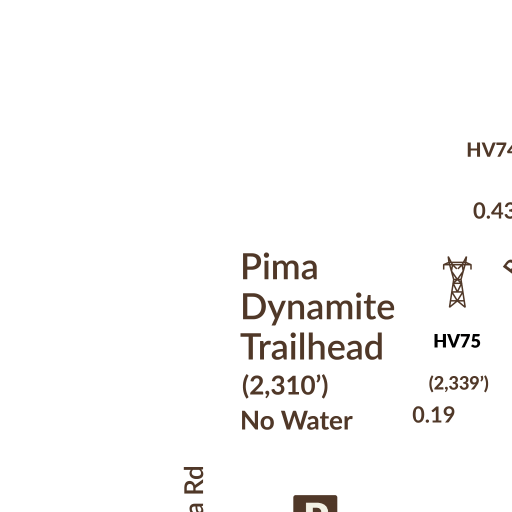 HV74
0.43
Pima
Dynamite
Trailhead
(2,310’)
No Water
HV75
(2,339’)
0.19
a Rd
P